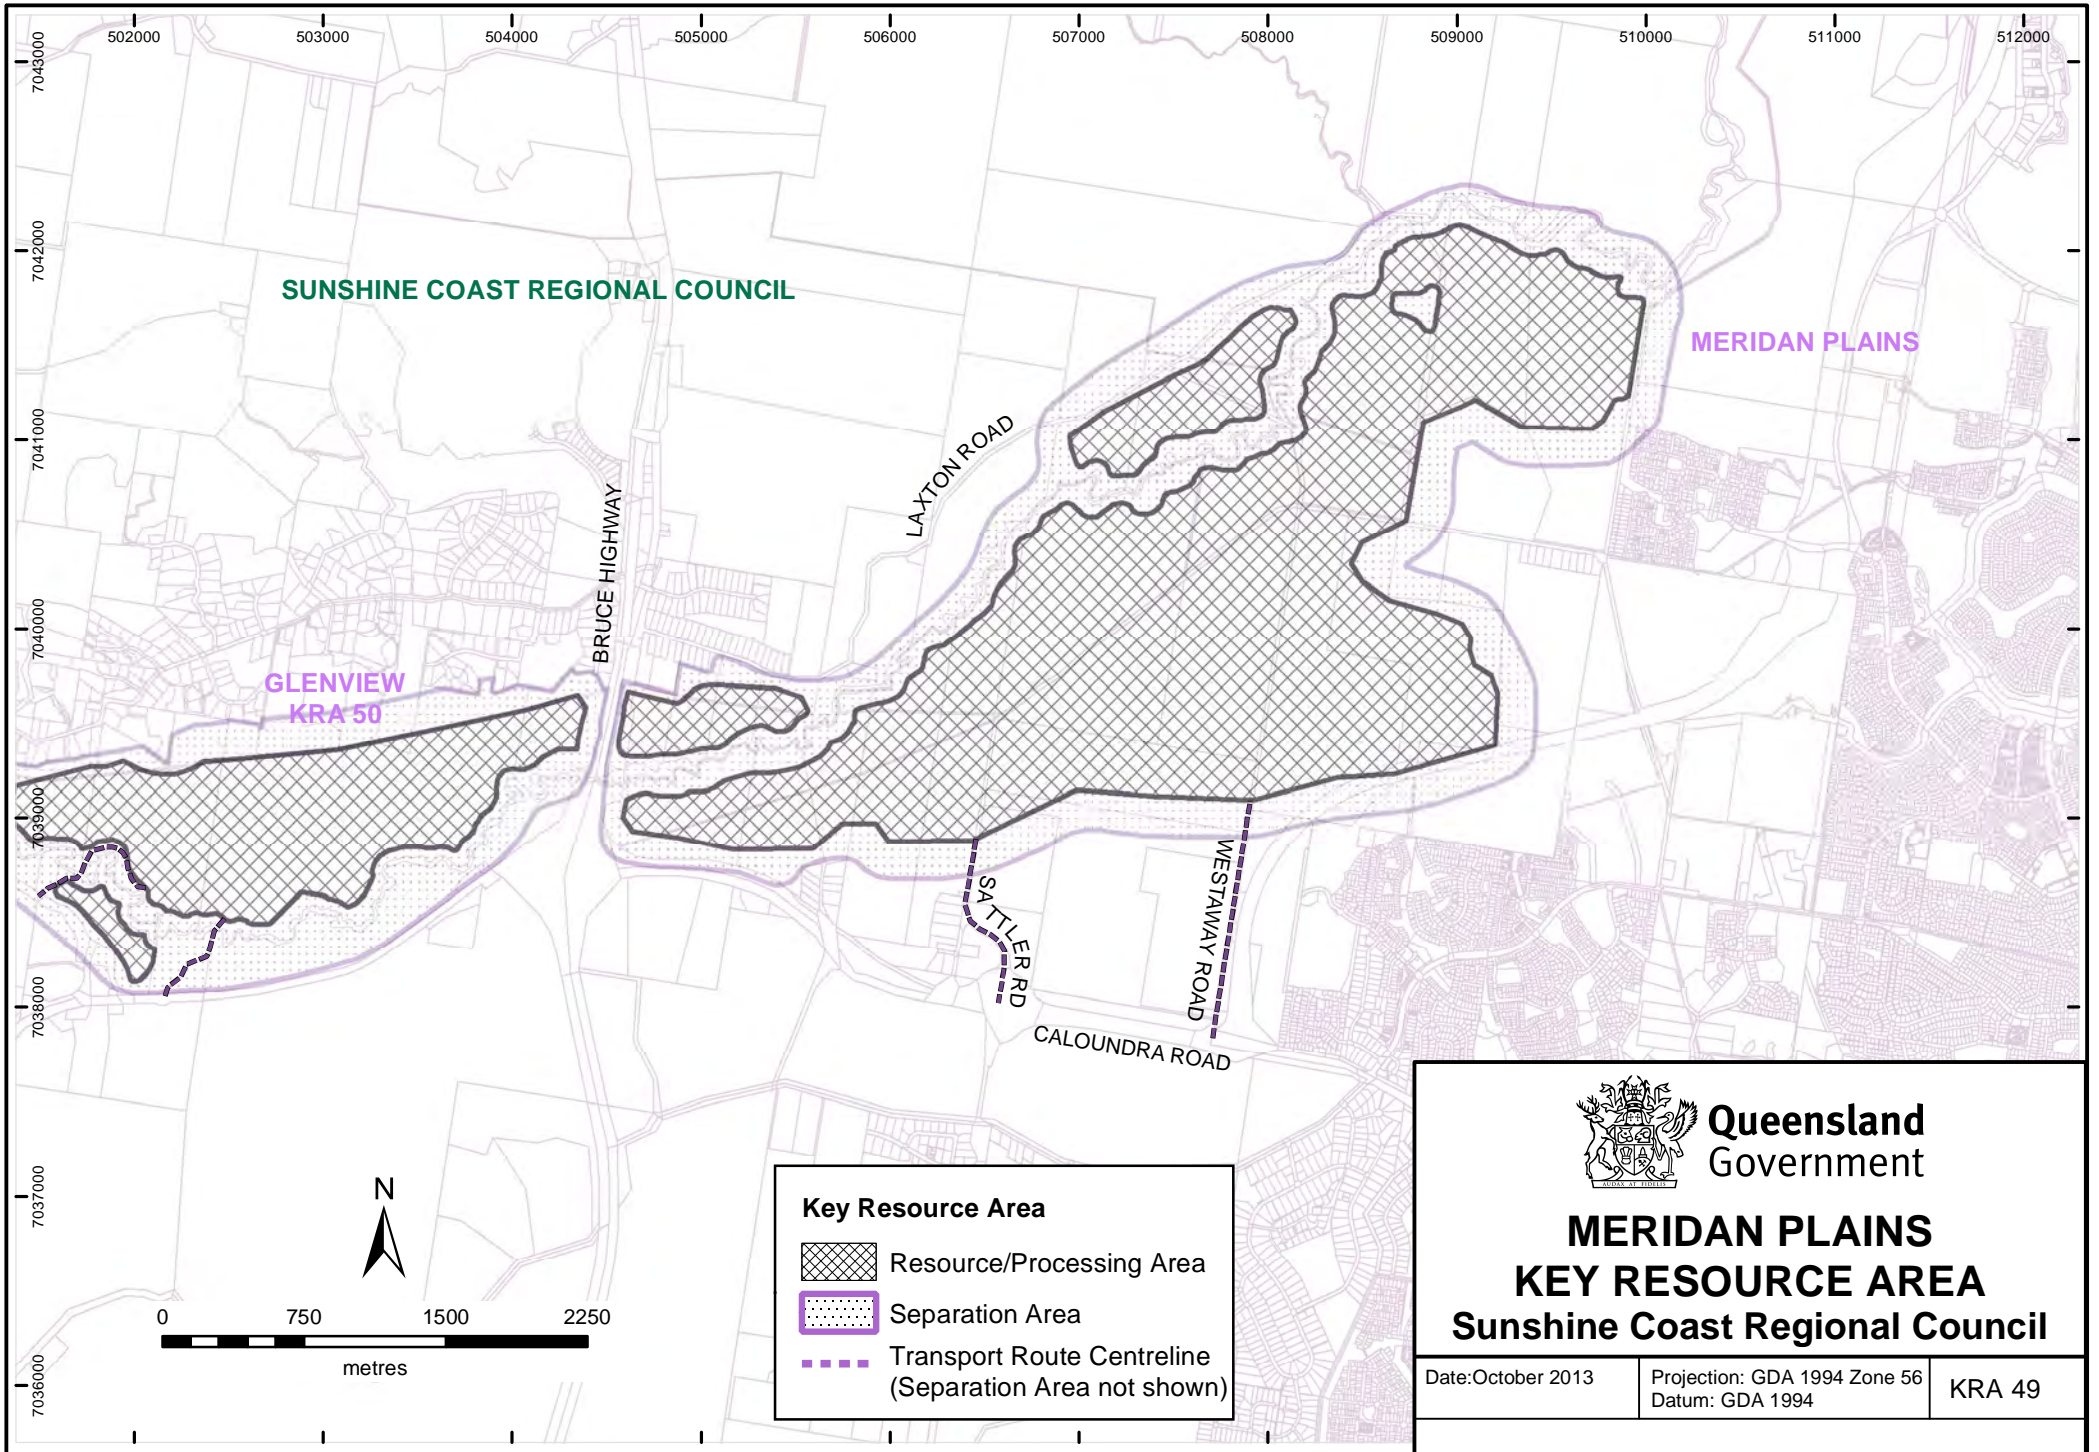 502000 503000 504000 505000 506000 507000 508000 509000 510000 511000 512000
7043000
7042000
7041000
7040000
7039000
7038000
7037000
7036000
SUNSHINE COAST REGIONAL COUNCIL
MERIDAN PLAINS
LAXTON ROAD
BRUCE HIGHWAY
GLENVIEW
KRA 50
SATTLER RD
WESTAWAY ROAD
CALOUNDRA ROAD
N
0 750 1500 2250
metres
Key Resource Area
Resource/Processing Area
Separation Area
Transport Route Centreline
(Separation Area not shown)
AUDAX AT FIDELIS
Queensland
Government
MERIDAN PLAINS
KEY RESOURCE AREA
Sunshine Coast Regional Council
Date:October 2013
Projection: GDA 1994 Zone 56
Datum: GDA 1994
KRA 49